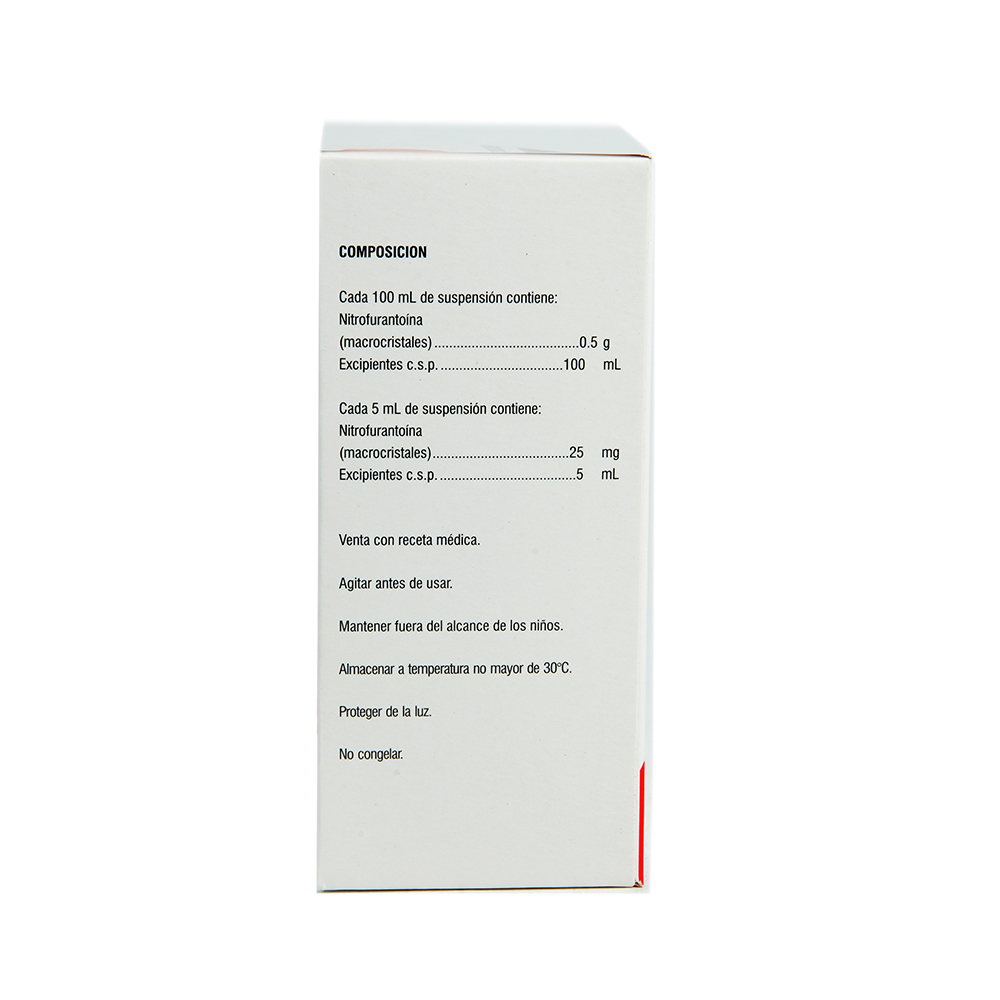 COMPOSICION
Cada 100 mL de suspensión contiene:
Nitrofurantoína
(macrocristales).......................................0.5 g
Excipientes c.s.p. .................................100 mL
Cada 5 mL de suspensión contiene:
Nitrofurantoína
(macrocristales).....................................25 mg
Excipientes c.s.p. .....................................5 mL
Venta con receta médica.
Agitar antes de usar.
Mantener fuera del alcance de los niños.
Almacenar a temperatura no mayor de 30°C.
Proteger de la luz.
No congelar.